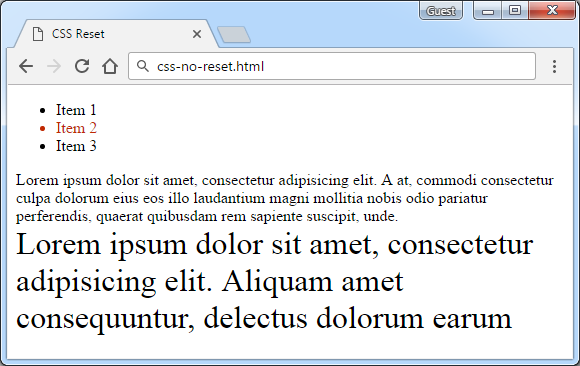 Guest
CSS Reset
css-no-reset.html
Item 1
Item 2
Item 3
Lorem ipsum dolor sit amet, consectetur adipisicing elit. A at, commodi consectetur
culpa dolorum eius eos illo laudantium magni mollitia nobis odio pariatur
perferendis, quaerat quibusdam rem sapiente suscipit, unde.
Lorem ipsum dolor sit amet, consectetur
adipisicing elit. Aliquam amet
consequuntur, delectus dolorum earum